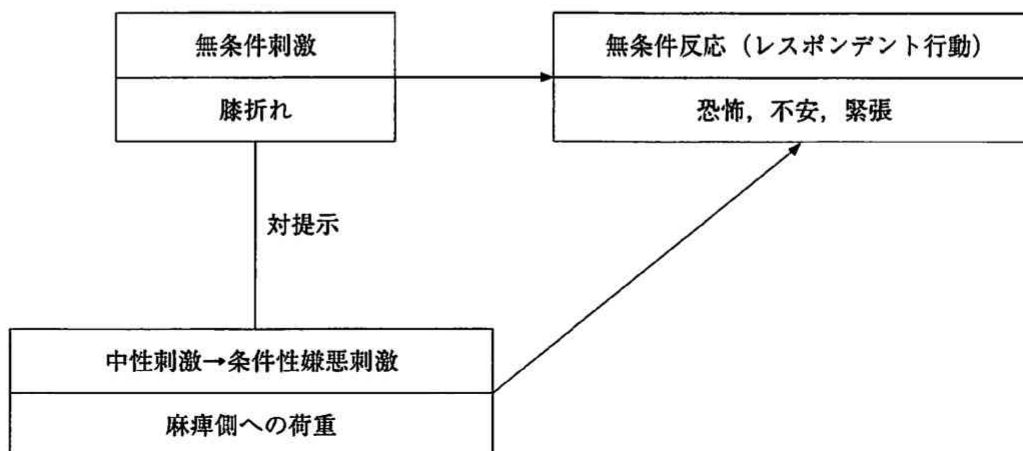 無条件刺激
無条件反応（レスポンデント行動）
膝折れ
恐怖，不安，緊張
対提示
中性刺激→条件性嫌悪刺激
麻痺側への荷重